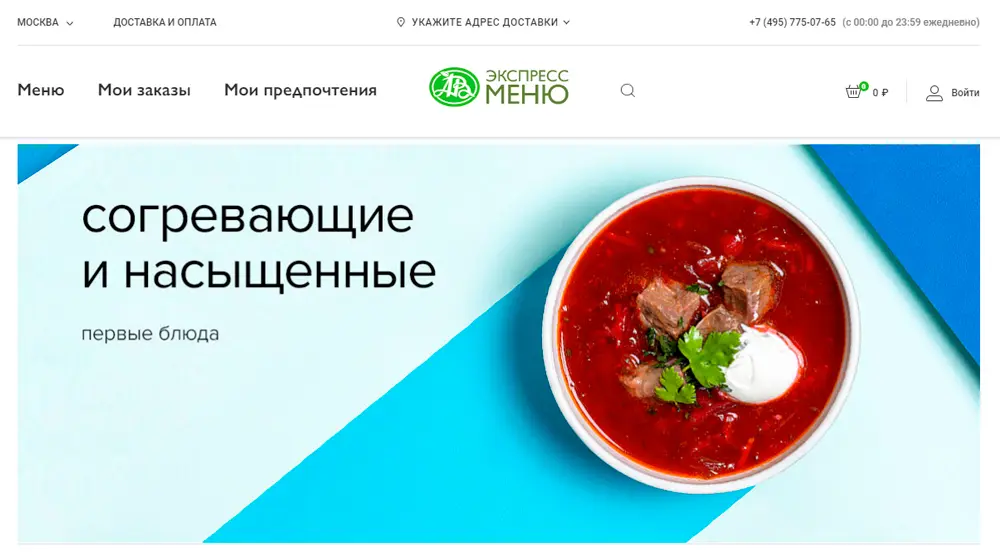 МОСКВА
ДОСТАВКА И ОПЛАТА
УКАЖИТЕ АДРЕС ДОСТАВКИ
+7 (495) 775-07-65 (с 00:00 до 23:59 ежедневно)
Меню
Мои заказы
Мои предпочтения
ЭКСПРЕСС
МЕНЮ
0
0 ₽
Войти
согревающие
и насыщенные
первые блюда